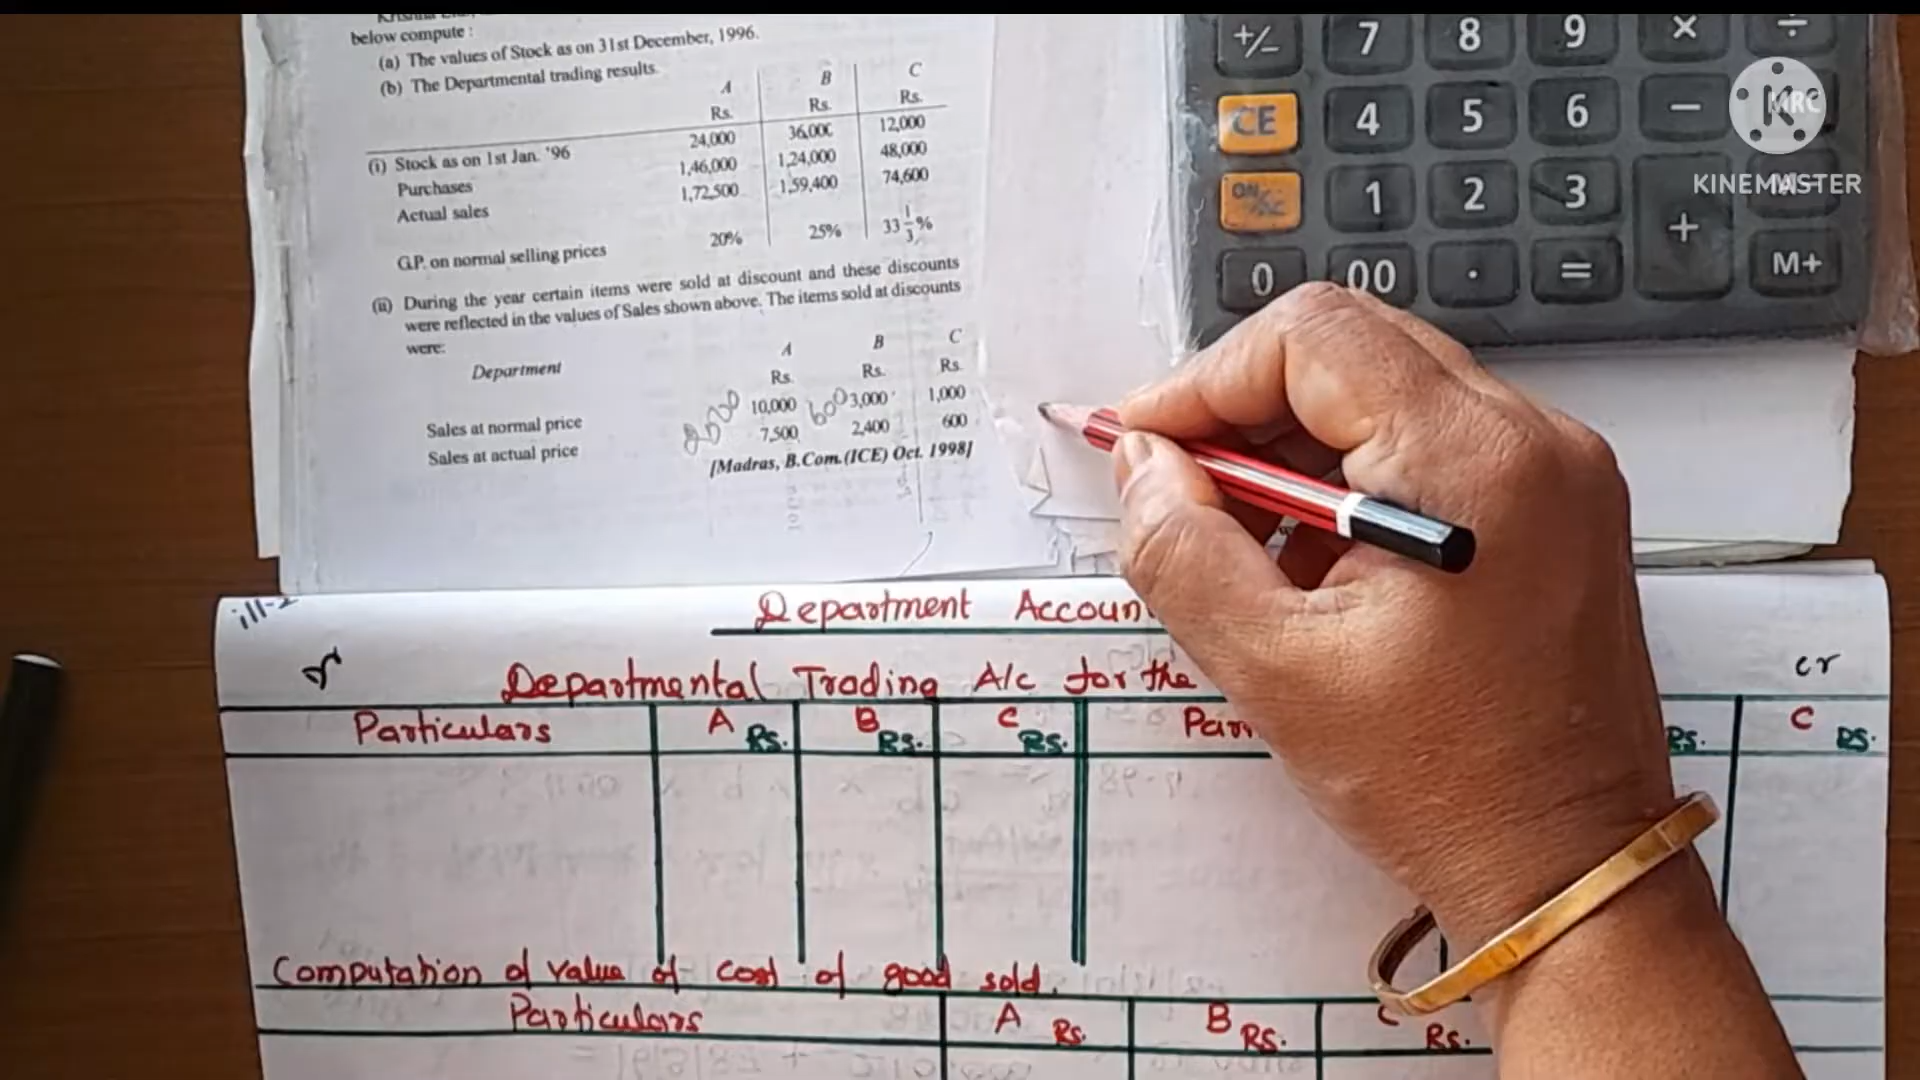 below compute :
(a) The values of Stock as on 31st December, 1996.
(b) The Departmental trading results.
A B C
Rs. Rs. Rs.
(i) Stock as on 1st Jan. '96 24,000 36,000 12,000
Purchases 1,46,000 1,24,000 48,000
Actual sales 1,72,500 1,59,400 74,600
G.P. on normal selling prices 20% 25% 33 1/3%
(ii) During the year certain items were sold at discount and these discounts
were reflected in the values of Sales shown above. The items sold at discounts
were:
Department A B C
Rs. Rs. Rs.
Sales at normal price 10,000 600 3,000 1,000
Sales at actual price 7,500 2,400 600
[Madras, B.Com.(ICE) Oct. 1998]
+/- 7 8 9 × ÷
CE 4 5 6 −
1 2 3 +
0 00 . = M+
MRC
KINEMASTER
ill-2
Department Accoun
Departmental Trading A/c for the
cr
Particulars A Rs. B Rs. C Rs. Rs. C Rs.
Computation of value of cost of good sold.
Particulars A Rs. B Rs. C Rs.